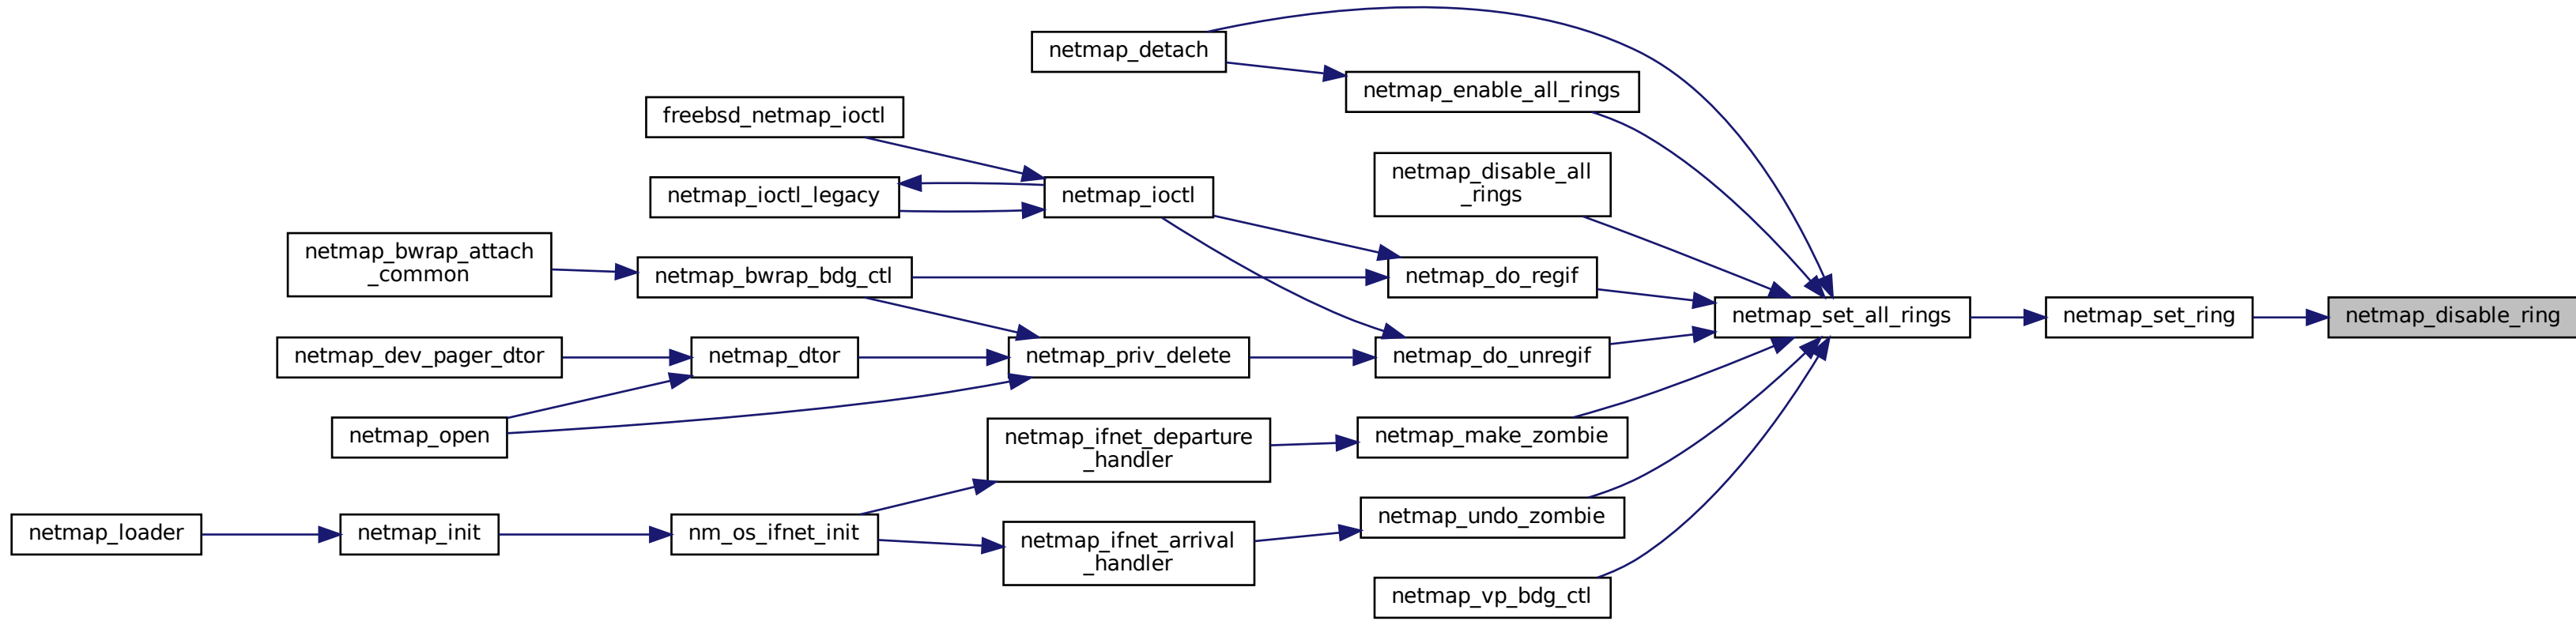 netmap_detach
netmap_enable_all_rings
freebsd_netmap_ioctl
netmap_disable_all
_rings
netmap_ioctl_legacy
netmap_ioctl
netmap_bwrap_attach
_common
netmap_bwrap_bdg_ctl
netmap_do_regif
netmap_set_all_rings
netmap_set_ring
netmap_disable_ring
netmap_dev_pager_dtor
netmap_dtor
netmap_priv_delete
netmap_do_unregif
netmap_open
netmap_ifnet_departure
_handler
netmap_make_zombie
netmap_loader
netmap_init
nm_os_ifnet_init
netmap_ifnet_arrival
_handler
netmap_undo_zombie
netmap_vp_bdg_ctl